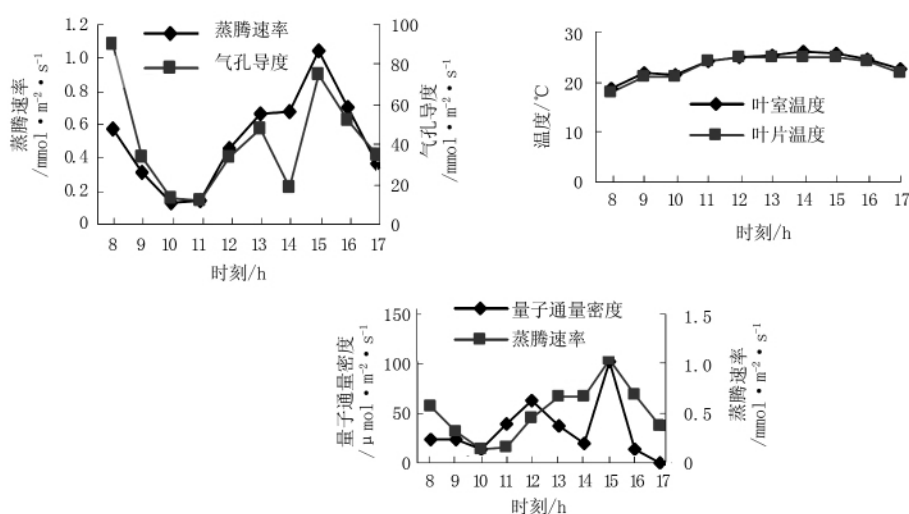 蒸腾速率
气孔导度
蒸腾速率
/mmol·m⁻²·s⁻¹
1.2
1.0
0.8
0.6
0.4
0.2
0
100
80
60
40
20
0
气孔导度
/mmol·m⁻²·s⁻¹
8 9 10 11 12 13 14 15 16 17
时刻/h
温度/℃
30
20
10
0
叶室温度
叶片温度
8 9 10 11 12 13 14 15 16 17
时刻/h
量子通量密度
蒸腾速率
量子通量密度
/μmol·m⁻²·s⁻¹
150
100
50
0
1.5
1.0
0.5
0
蒸腾速率
/mmol·m⁻²·s⁻¹
8 9 10 11 12 13 14 15 16 17
时刻/h